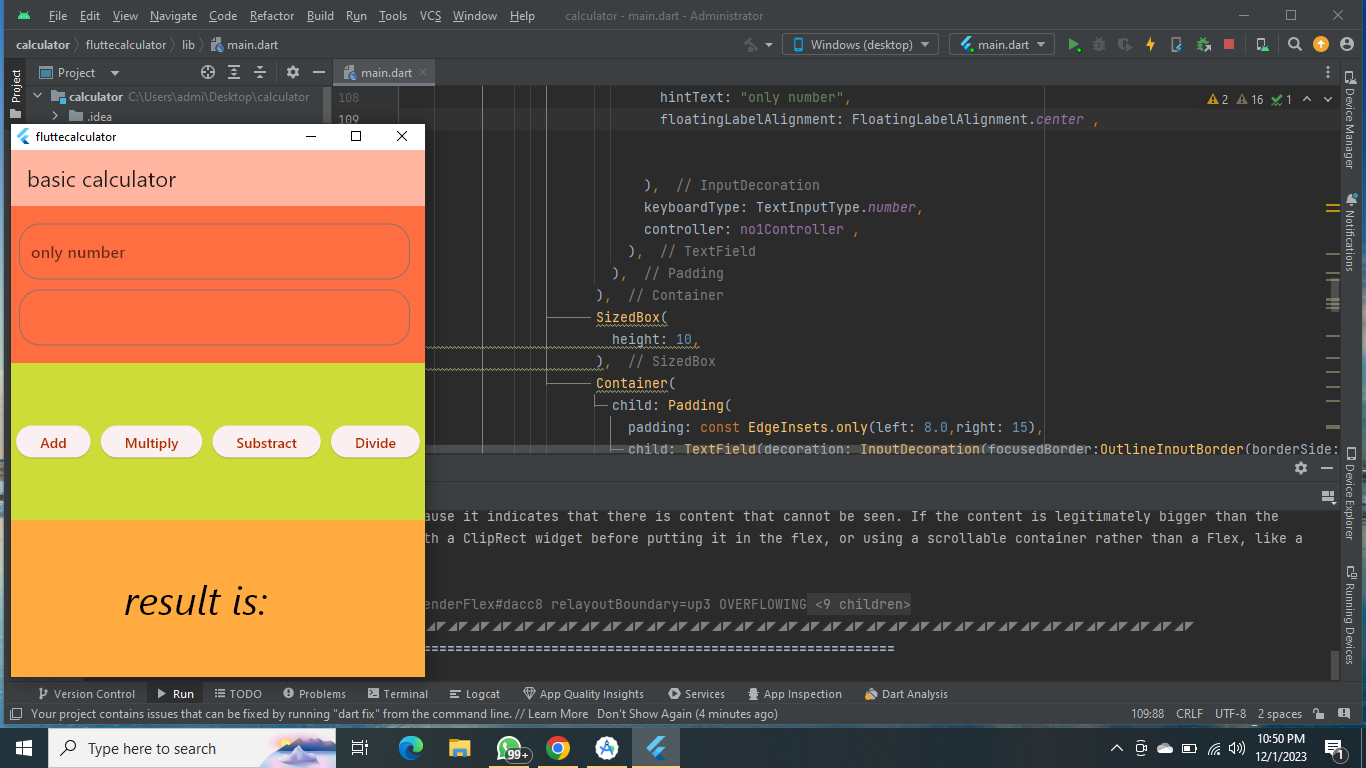 File Edit View Navigate Code Refactor Build Run Tools VCS Window Help calculator - main.dart - Administrator
calculator fluttecalculator lib main.dart Windows (desktop) main.dart
Project main.dart
Project
calculator C:\Users\admi\Desktop\calculator
.idea
fluttecalculator
basic calculator
only number
Add Multiply Substract Divide
result is:
108 hintText: "only number", 2 16 1
109 floatingLabelAlignment: FloatingLabelAlignment.center ,
), // InputDecoration
keyboardType: TextInputType.number,
controller: no1Controller ,
), // TextField
), // Padding
), // Container
SizedBox(
height: 10,
), // SizedBox
Container(
child: Padding(
padding: const EdgeInsets.only(left: 8.0,right: 15),
child: TextField(decoration: InputDecoration(focusedBorder:OutlineInputBorder(borderSide:
ause it indicates that there is content that cannot be seen. If the content is legitimately bigger than the
th a ClipRect widget before putting it in the flex, or using a scrollable container rather than a Flex, like a
enderFlex#dacc8 relayoutBoundary=up3 OVERFLOWING <9 children>
====================================================
Device Manager
Notifications
Device Explorer
Running Devices
Version Control Run TODO Problems Terminal Logcat App Quality Insights Services App Inspection Dart Analysis
Your project contains issues that can be fixed by running "dart fix" from the command line. // Learn More Don't Show Again (4 minutes ago) 109:88 CRLF UTF-8 2 spaces
Type here to search 99+ 10:50 PM
12/1/2023 1